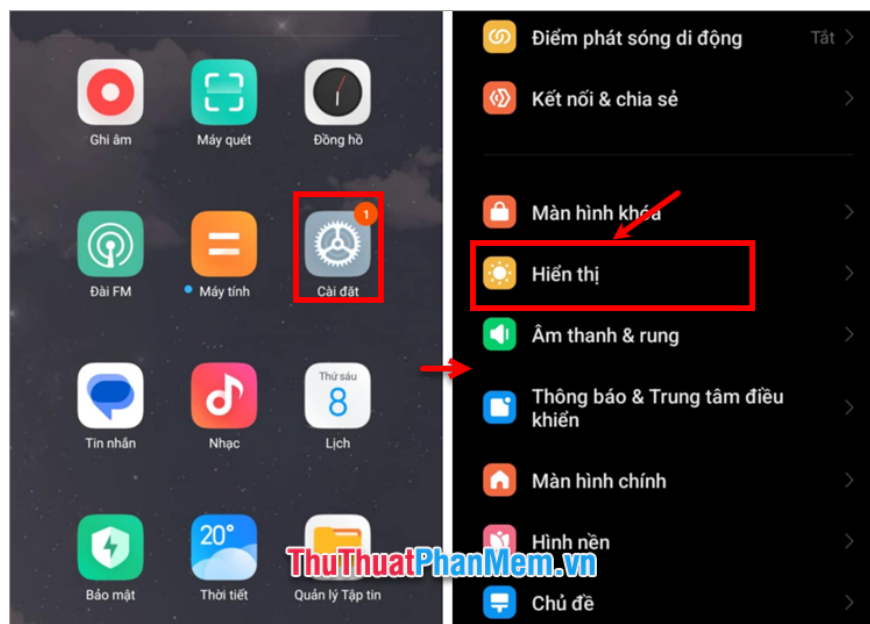 Ghi âm
Máy quét
Đồng hồ
1
Đài FM
Máy tính
Cài đặt
Thứ sáu
8
Tin nhắn
Nhạc
Lịch
20°
Bảo mật
Thời tiết
Quản lý Tập tin
Điểm phát sóng di động
Tắt
Kết nối & chia sẻ
Màn hình khóa
Hiển thị
Âm thanh & rung
Thông báo & Trung tâm điều
khiển
Màn hình chính
Hình nền
Chủ đề
ThuThuatPhanMem.vn